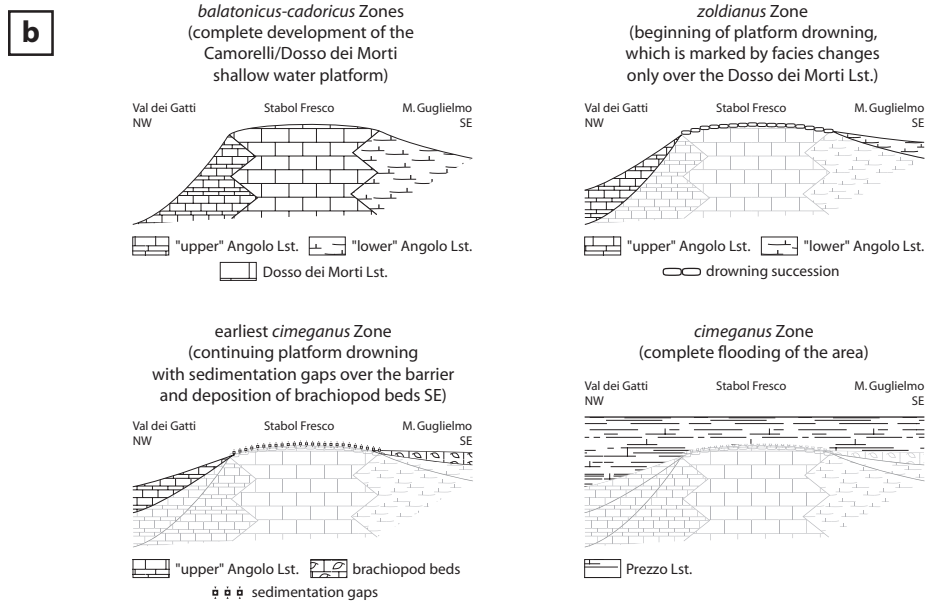 b
balatonicus-cadoricus Zones
(complete development of the
Camorelli/Dosso dei Morti
shallow water platform)
Val dei Gatti
NW
Stabol Fresco
M. Guglielmo
SE
"upper" Angolo Lst.
"lower" Angolo Lst.
Dosso dei Morti Lst.
zoldianus Zone
(beginning of platform drowning,
which is marked by facies changes
only over the Dosso dei Morti Lst.)
Val dei Gatti
NW
Stabol Fresco
M. Guglielmo
SE
"upper" Angolo Lst.
"lower" Angolo Lst.
drowning succession
earliest cimeganus Zone
(continuing platform drowning
with sedimentation gaps over the barrier
and deposition of brachiopod beds SE)
Val dei Gatti
NW
Stabol Fresco
M. Guglielmo
SE
"upper" Angolo Lst.
brachiopod beds
sedimentation gaps
cimeganus Zone
(complete flooding of the area)
Val dei Gatti
NW
Stabol Fresco
M. Guglielmo
SE
Prezzo Lst.